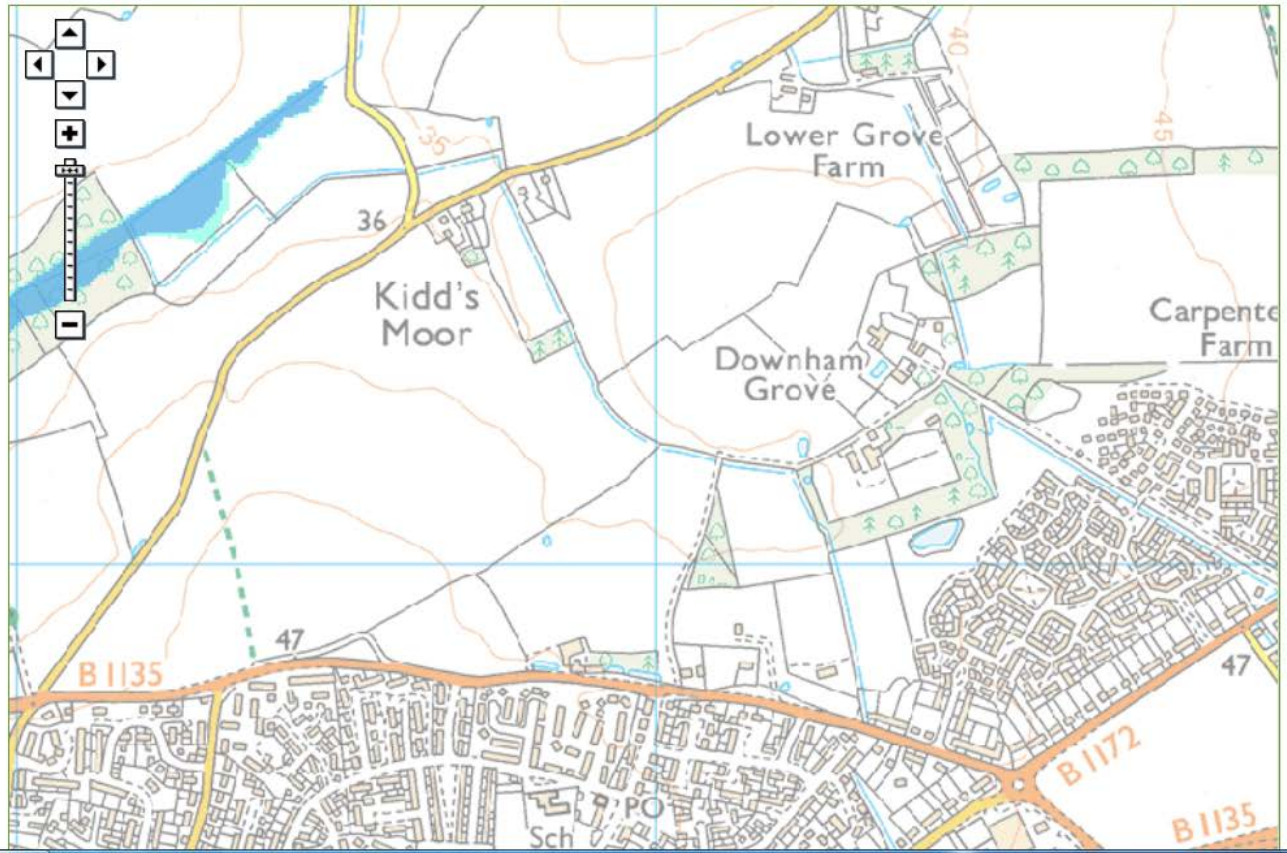 40
35
Lower Grove
Farm
45
36
Kidd's
Moor
Carpente
Farm
Downham
Grove
47
B 1135
47
B 1172
PO
Sch
B 1135